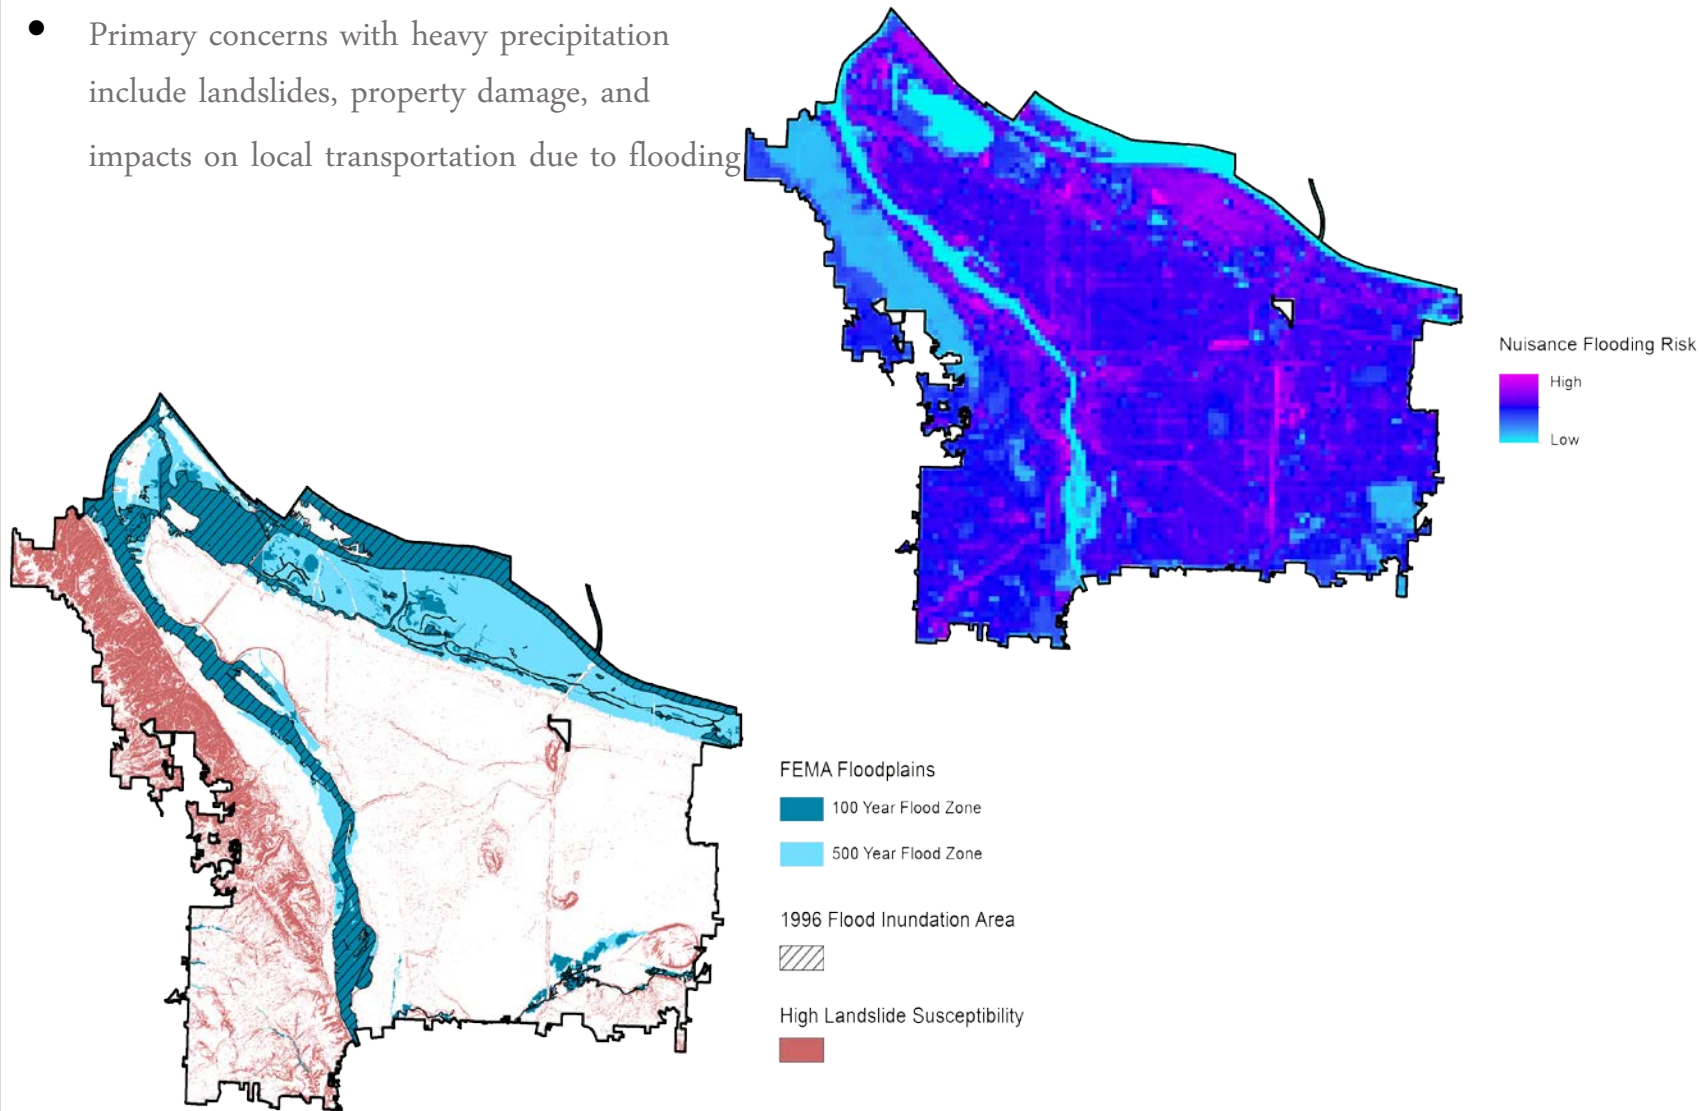 • Primary concerns with heavy precipitation
include landslides, property damage, and
impacts on local transportation due to flooding
Nuisance Flooding Risk
High
Low
FEMA Floodplains
100 Year Flood Zone
500 Year Flood Zone
1996 Flood Inundation Area
High Landslide Susceptibility